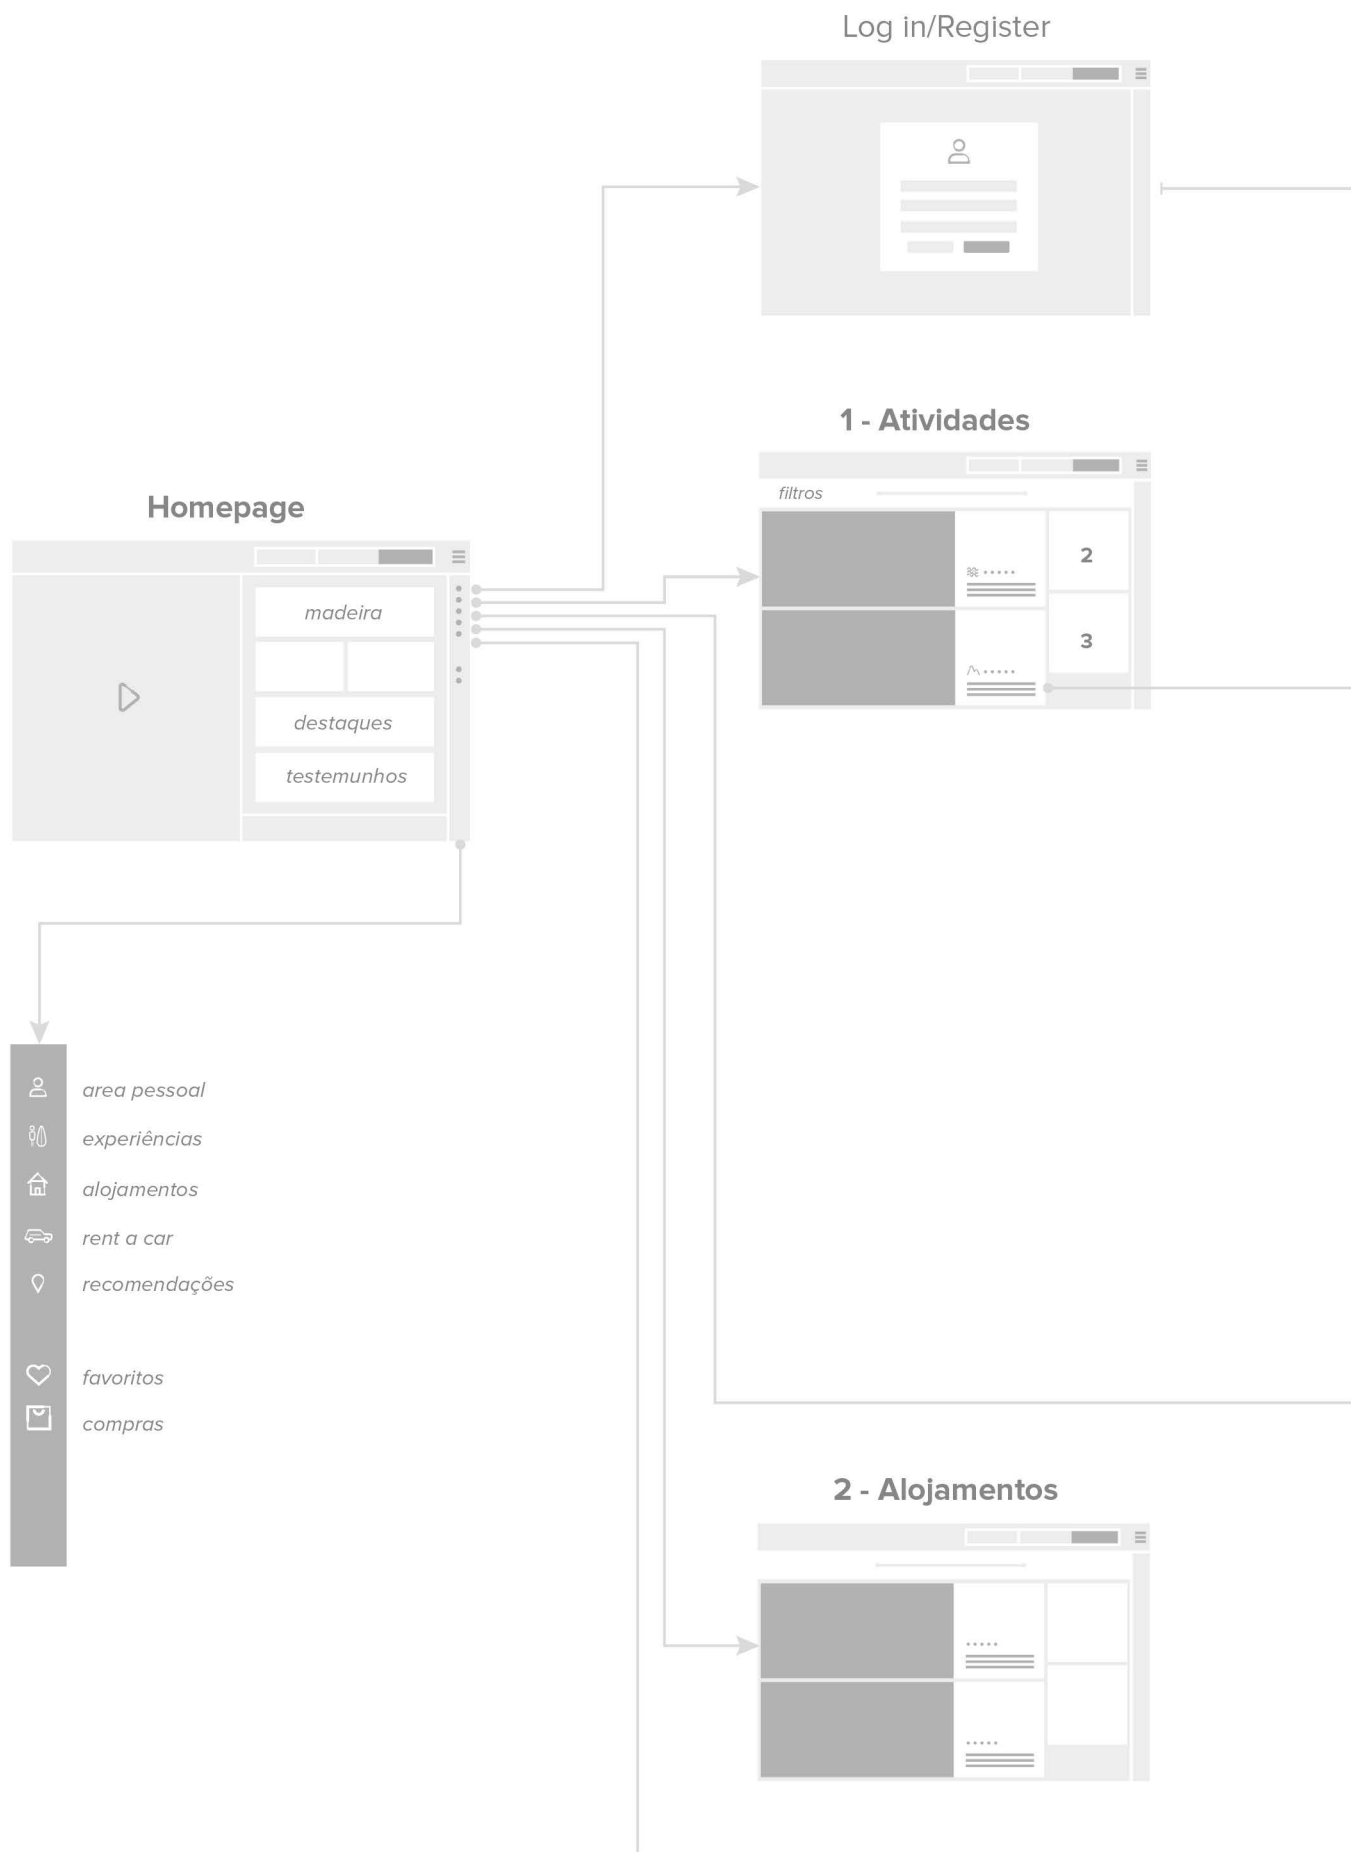 Log in/Register
1 - Atividades
filtros
2
3
Homepage
madeira
destaques
testemunhos
area pessoal
experiências
alojamentos
rent a car
recomendações
favoritos
compras
2 - Alojamentos